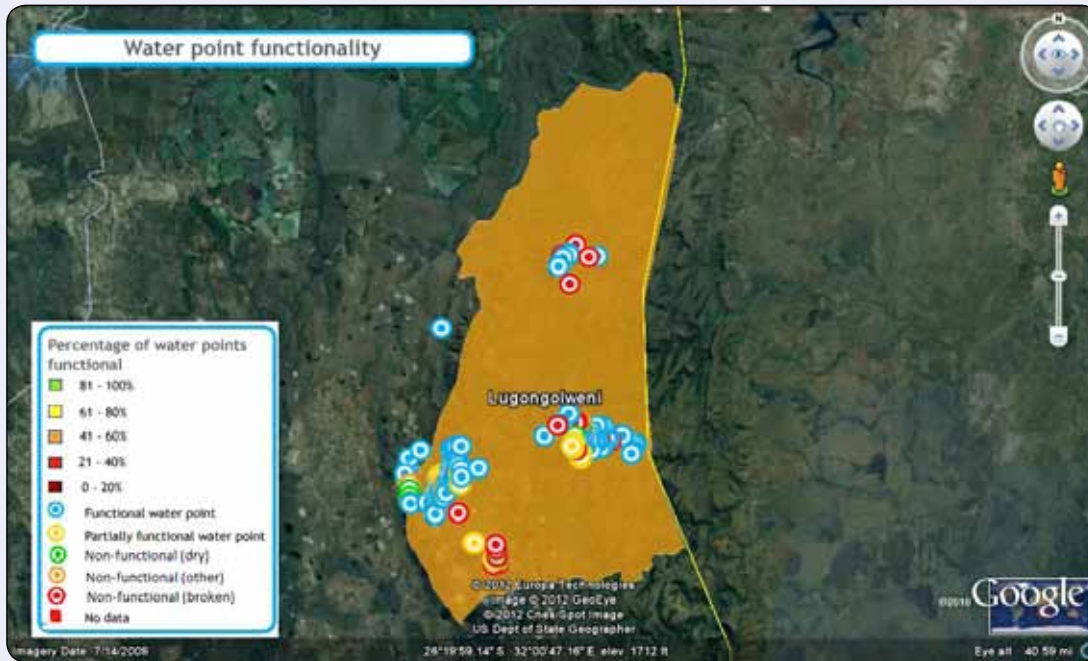 Water point functionality
N
Lugongolweni
Percentage of water points
functional
81 - 100%
61 - 80%
41 - 60%
21 - 40%
0 - 20%
Functional water point
Partially functional water point
Non-functional (dry)
Non-functional (other)
Non-functional (broken)
No data
© 2012 Europa Technologies
Image © 2012 GeoEye
© 2012 Cnes/Spot Image
US Dept of State Geographer
©2010 Google
Imagery Date 7/14/2006
26°19'59.14" S 32°00'47.16" E elev 1712 ft
Eye alt 40.59 mi